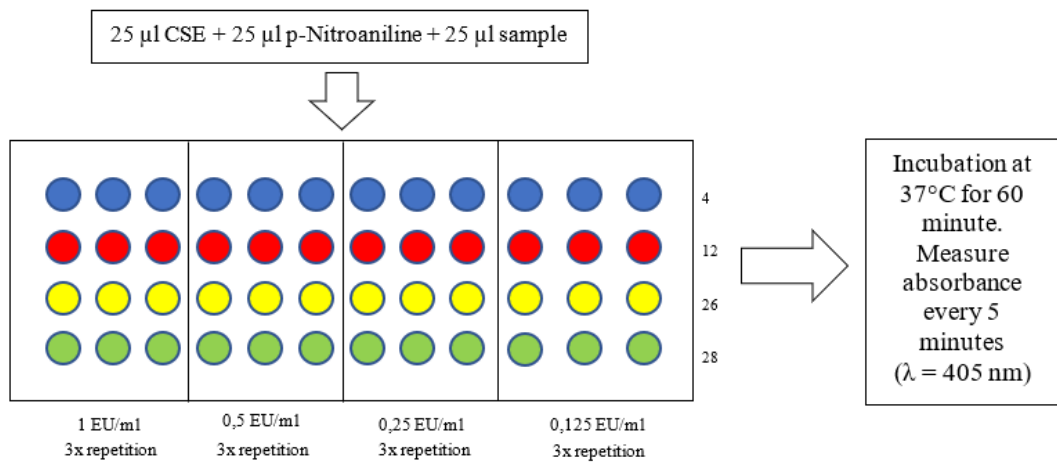 25 µl CSE + 25 µl p-Nitroaniline + 25 µl sample
4
12
26
28
1 EU/ml
3x repetition
0,5 EU/ml
3x repetition
0,25 EU/ml
3x repetition
0,125 EU/ml
3x repetition
Incubation at
37°C for 60
minute.
Measure
absorbance
every 5
minutes
(λ = 405 nm)